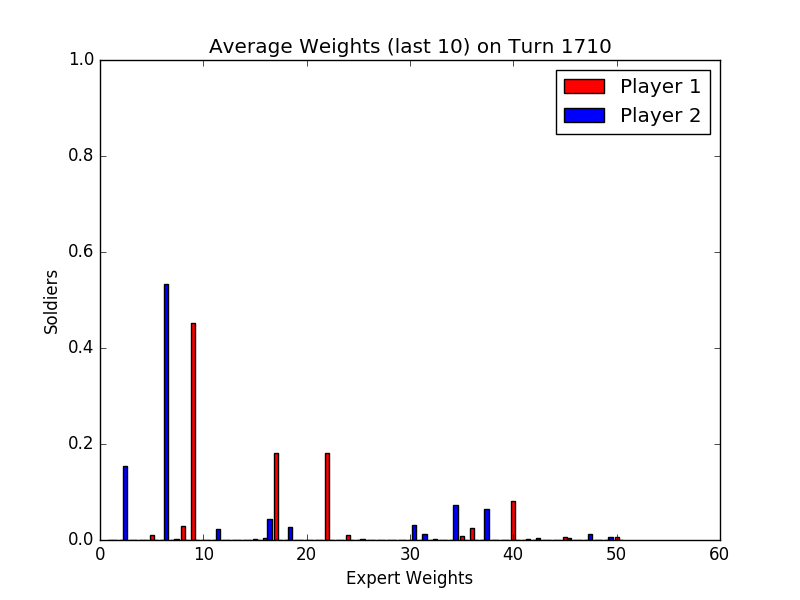 Average Weights (last 10) on Turn 1710
1.0
Player 1
Player 2
0.8
0.6
Soldiers
0.4
0.2
0.0
0 10 20 30 40 50 60
Expert Weights